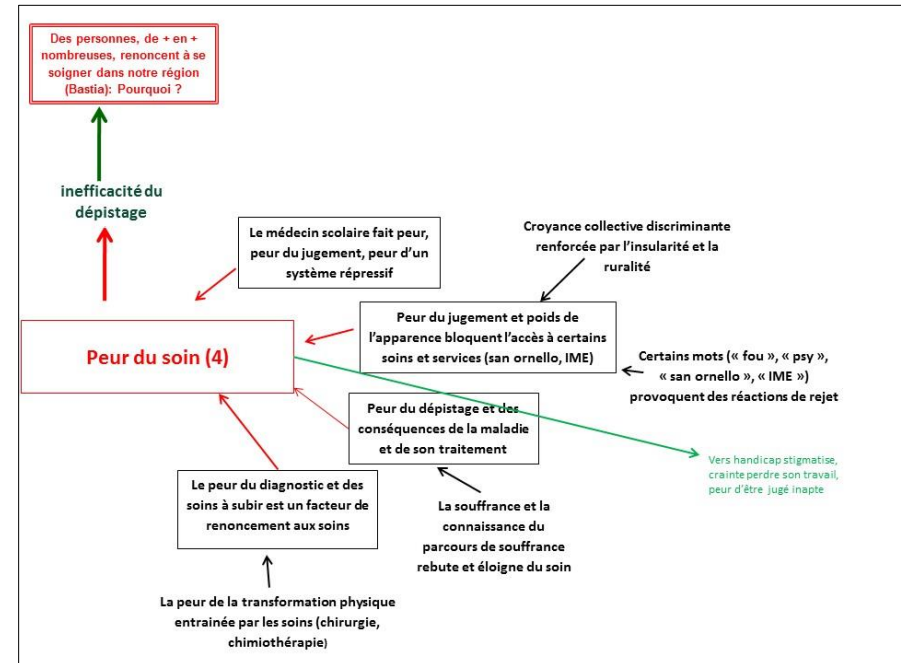 Des personnes, de + en +
nombreuses, renoncent à se
soigner dans notre région
(Bastia): Pourquoi ?
inefficacité du
dépistage
Le médecin scolaire fait peur,
peur du jugement, peur d’un
système répressif
Croyance collective discriminante
renforcée par l’insularité et la
ruralité
Peur du soin (4)
Peur du jugement et poids de
l’apparence bloquent l’accès à certains
soins et services (san ornello, IME)
Certains mots (« fou », « psy »,
« san ornello », « IME »)
provoquent des réactions de rejet
Peur du dépistage et des
conséquences de la maladie
et de son traitement
Vers handicap stigmatise,
crainte perdre son travail,
peur d’être jugé inapte
Le peur du diagnostic et des
soins à subir est un facteur de
renoncement aux soins
La souffrance et la
connaissance du
parcours de souffrance
rebute et éloigne du soin
La peur de la transformation physique
entrainée par les soins (chirurgie,
chimiothérapie)